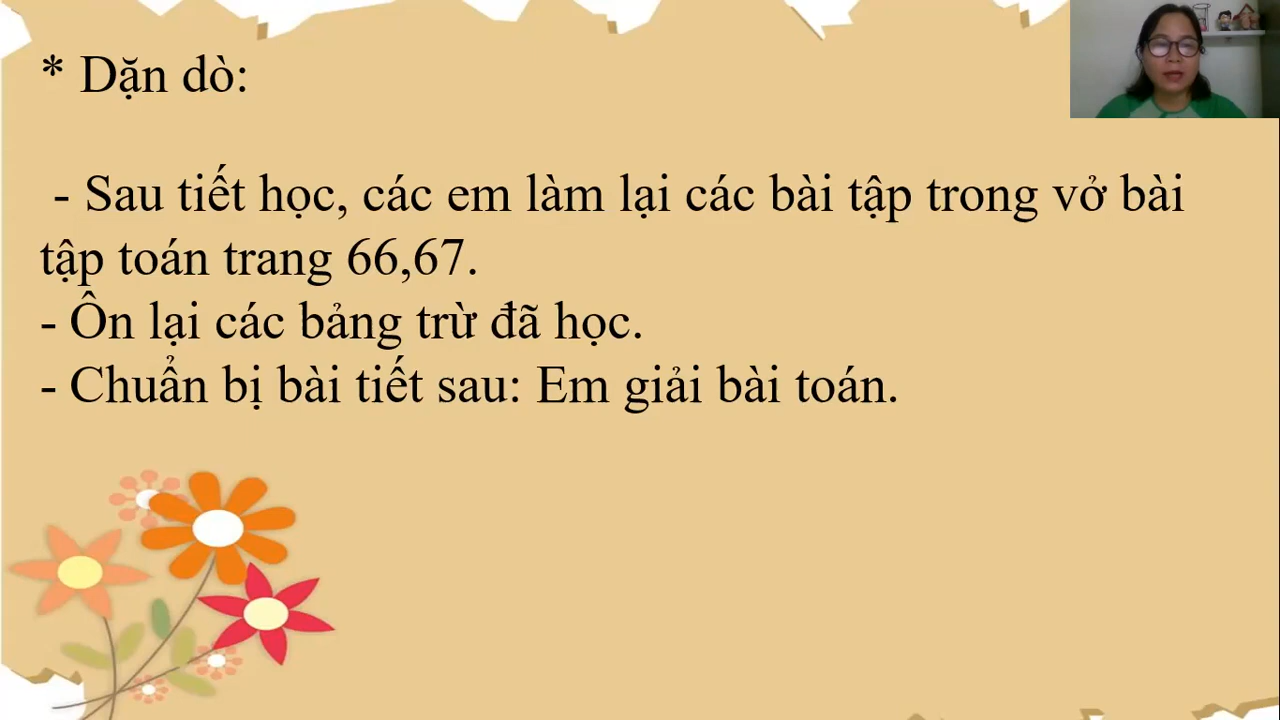 * Dặn dò:
- Sau tiết học, các em làm lại các bài tập trong vở bài
tập toán trang 66,67.
- Ôn lại các bảng trừ đã học.
- Chuẩn bị bài tiết sau: Em giải bài toán.